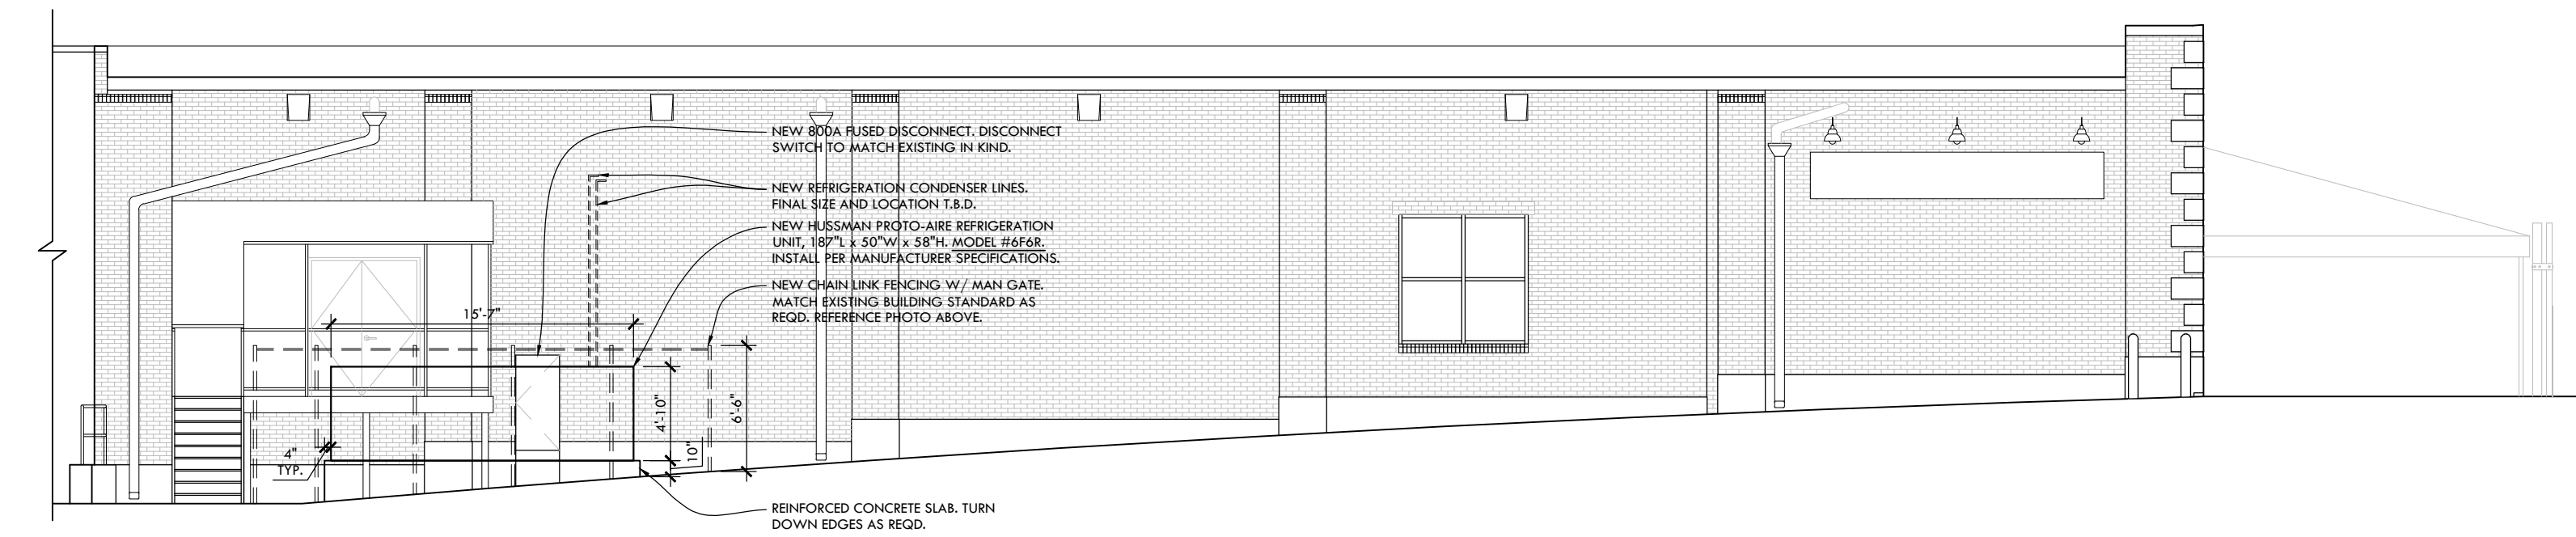 NEW 800A FUSED DISCONNECT. DISCONNECT
SWITCH TO MATCH EXISTING IN KIND.
NEW REFRIGERATION CONDENSER LINES.
FINAL SIZE AND LOCATION T.B.D.
NEW HUSSMAN PROTO-AIRE REFRIGERATION
UNIT, 187"L x 50"W x 58"H. MODEL #6F6R.
INSTALL PER MANUFACTURER SPECIFICATIONS.
NEW CHAIN LINK FENCING W/ MAN GATE.
MATCH EXISTING BUILDING STANDARD AS
REQD. REFERENCE PHOTO ABOVE.
15'-7"
4'-10"
6'-6"
10"
4"
TYP.
REINFORCED CONCRETE SLAB. TURN
DOWN EDGES AS REQD.